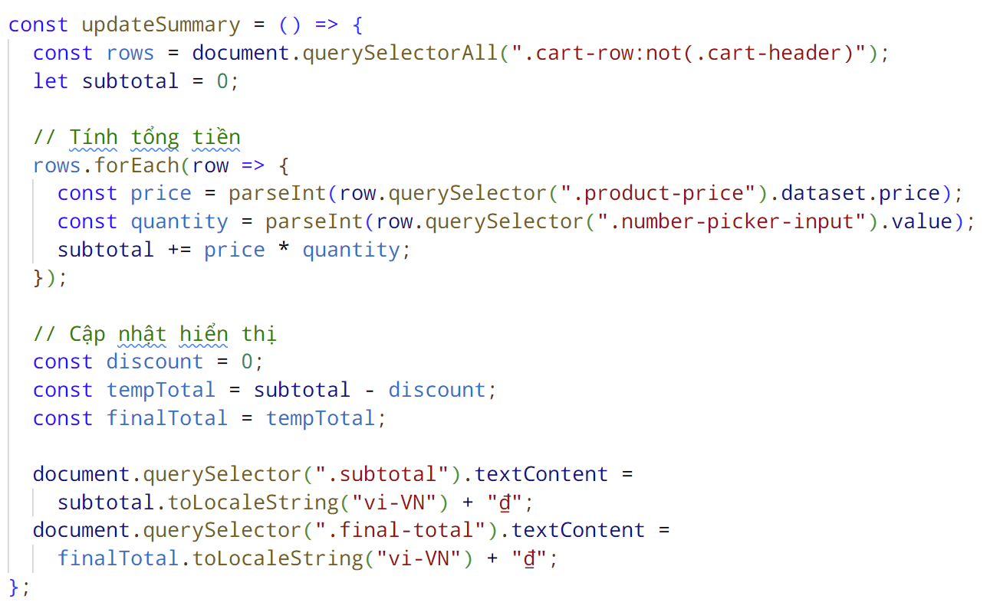 const updateSummary = () => {
  const rows = document.querySelectorAll(".cart-row:not(.cart-header)");
  let subtotal = 0;

  // Tính tổng tiền
  rows.forEach(row => {
    const price = parseInt(row.querySelector(".product-price").dataset.price);
    const quantity = parseInt(row.querySelector(".number-picker-input").value);
    subtotal += price * quantity;
  });

  // Cập nhật hiển thị
  const discount = 0;
  const tempTotal = subtotal - discount;
  const finalTotal = tempTotal;

  document.querySelector(".subtotal").textContent =
    subtotal.toLocaleString("vi-VN") + "₫";
  document.querySelector(".final-total").textContent =
    finalTotal.toLocaleString("vi-VN") + "₫";
};